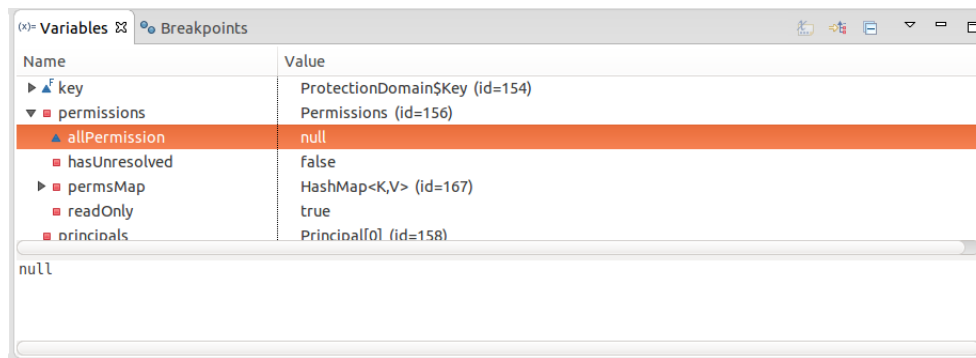 (x)= Variables Breakpoints
Name Value
F key ProtectionDomain$Key (id=154)
permissions Permissions (id=156)
allPermission null
hasUnresolved false
permsMap HashMap<K,V> (id=167)
readOnly true
principals Principal[0] (id=158)
null